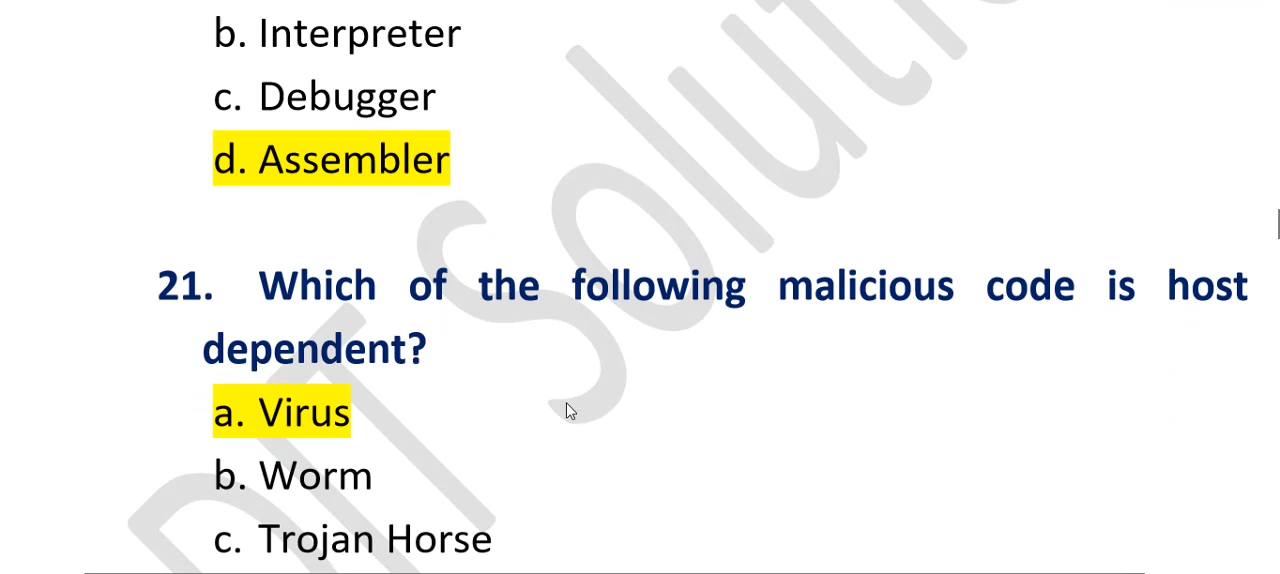 b. Interpreter
c. Debugger
d. Assembler
21. Which of the following malicious code is host
dependent?
a. Virus
b. Worm
c. Trojan Horse